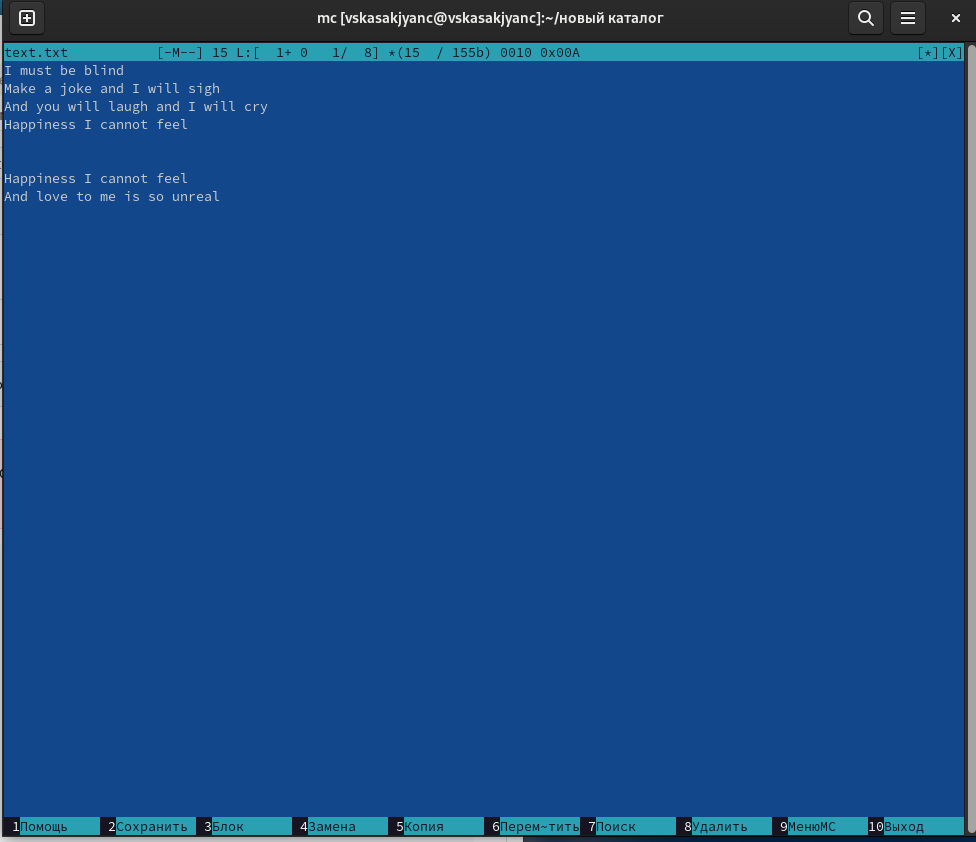 mc [vskasakjyanc@vskasakjyanc]:~/новый каталог
text.txt [-M--] 15 L:[ 1+ 0 1/ 8] *(15 / 155b) 0010 0x00A [*][X]
I must be blind
Make a joke and I will sigh
And you will laugh and I will cry
Happiness I cannot feel
Happiness I cannot feel
And love to me is so unreal
1Помощь 2Сохранить 3Блок 4Замена 5Копия 6Перем~тить 7Поиск 8Удалить 9МенюMC 10Выход